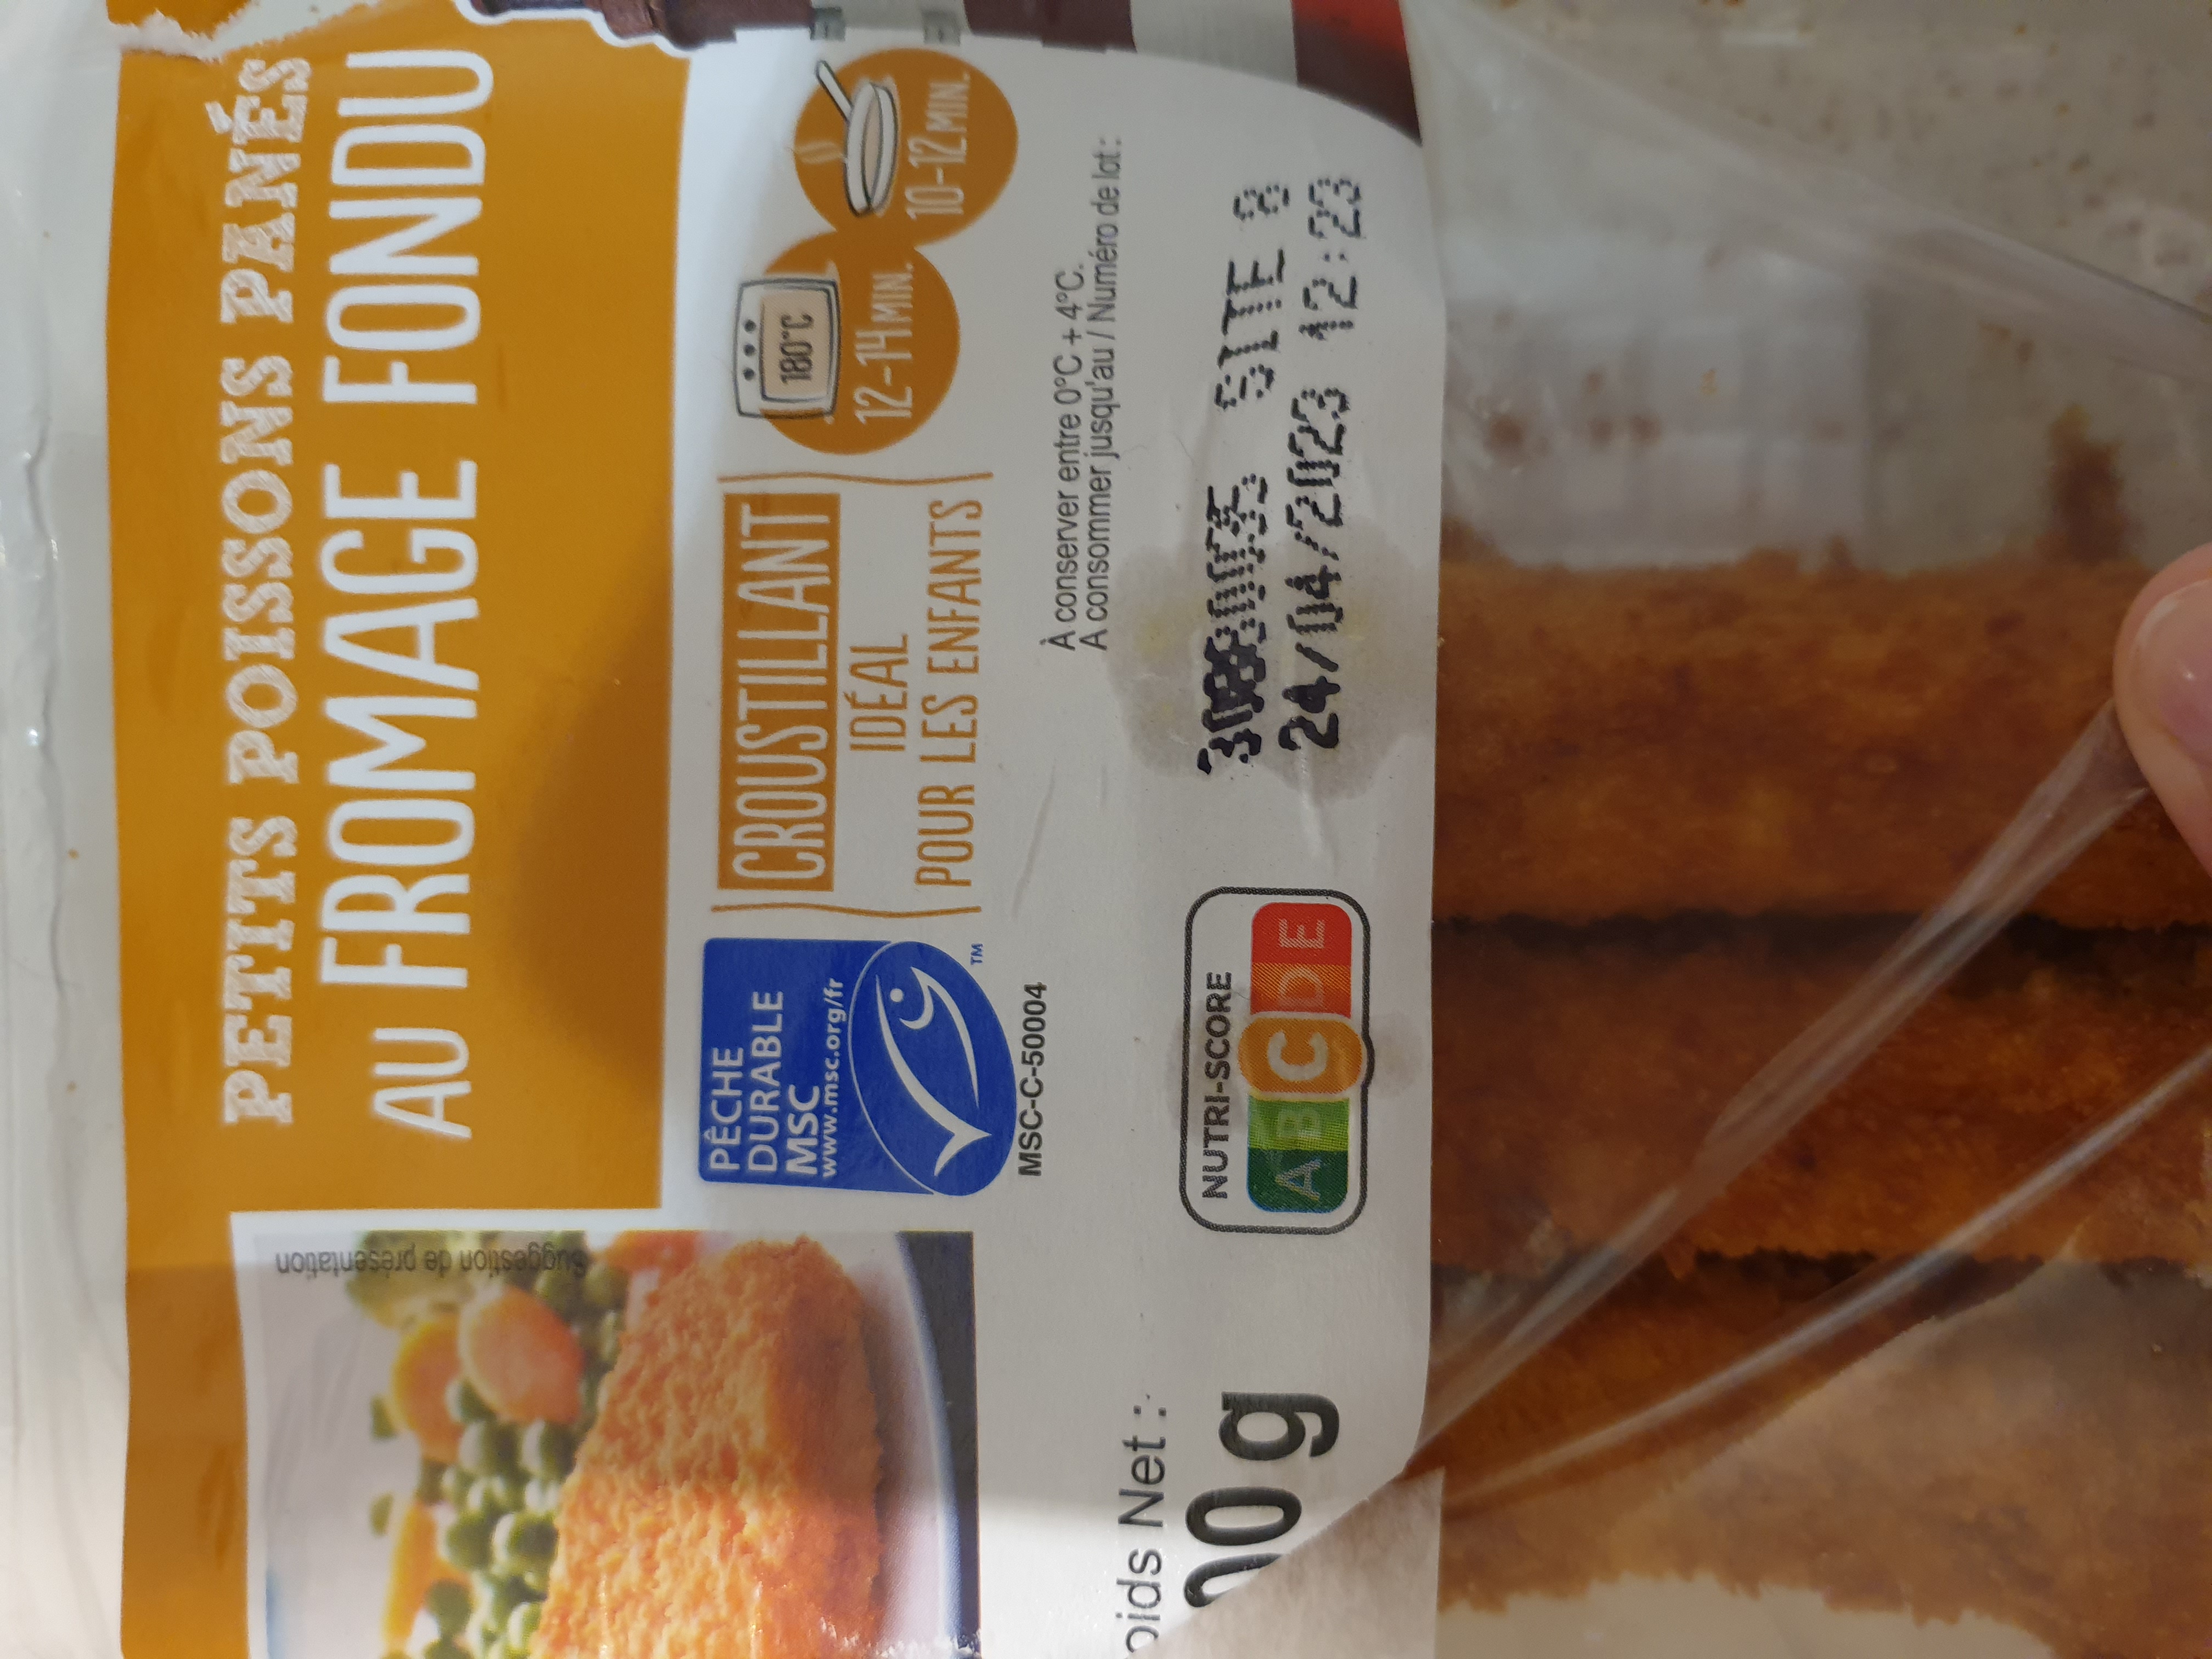 PETITS POISSONS PANÉS
AU FROMAGE FONDU
Suggestion de présentation
PÊCHE
DURABLE
MSC
www.msc.org/fr
TM
MSC-C-50004
CROUSTILLANT
IDÉAL
POUR LES ENFANTS
180°C
12-14 MIN.
10-12 MIN.
À conserver entre 0°C + 4°C.
A consommer jusqu'au / Numéro de lot :
SITE 8
24/04/2023 12:23
NUTRI-SCORE
A B C D E
Net :
g